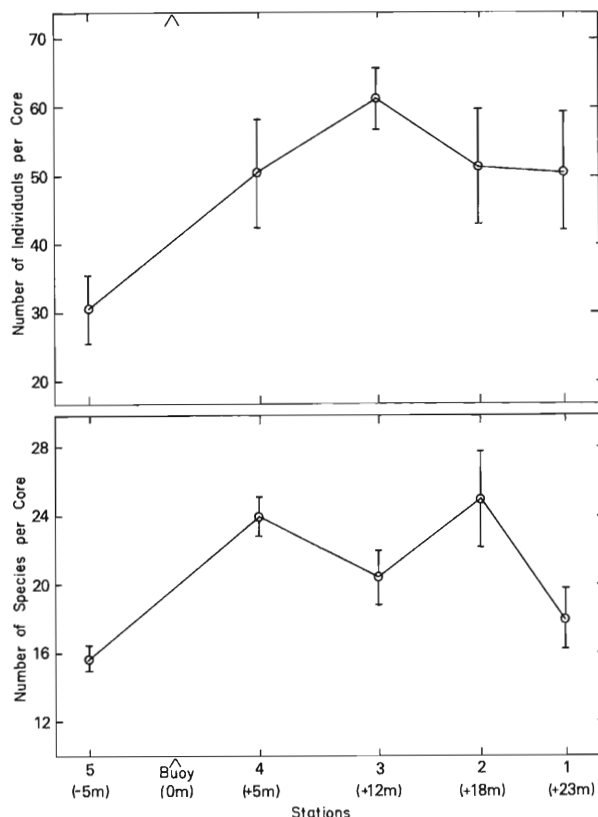 70
60
50
40
30
20
Number of Individuals per Core
28
24
20
16
12
Number of Species per Core
5 Buoy 4 3 2 1
(-5m) (0m) (+5m) (+12m) (+18m) (+23m)
Stations